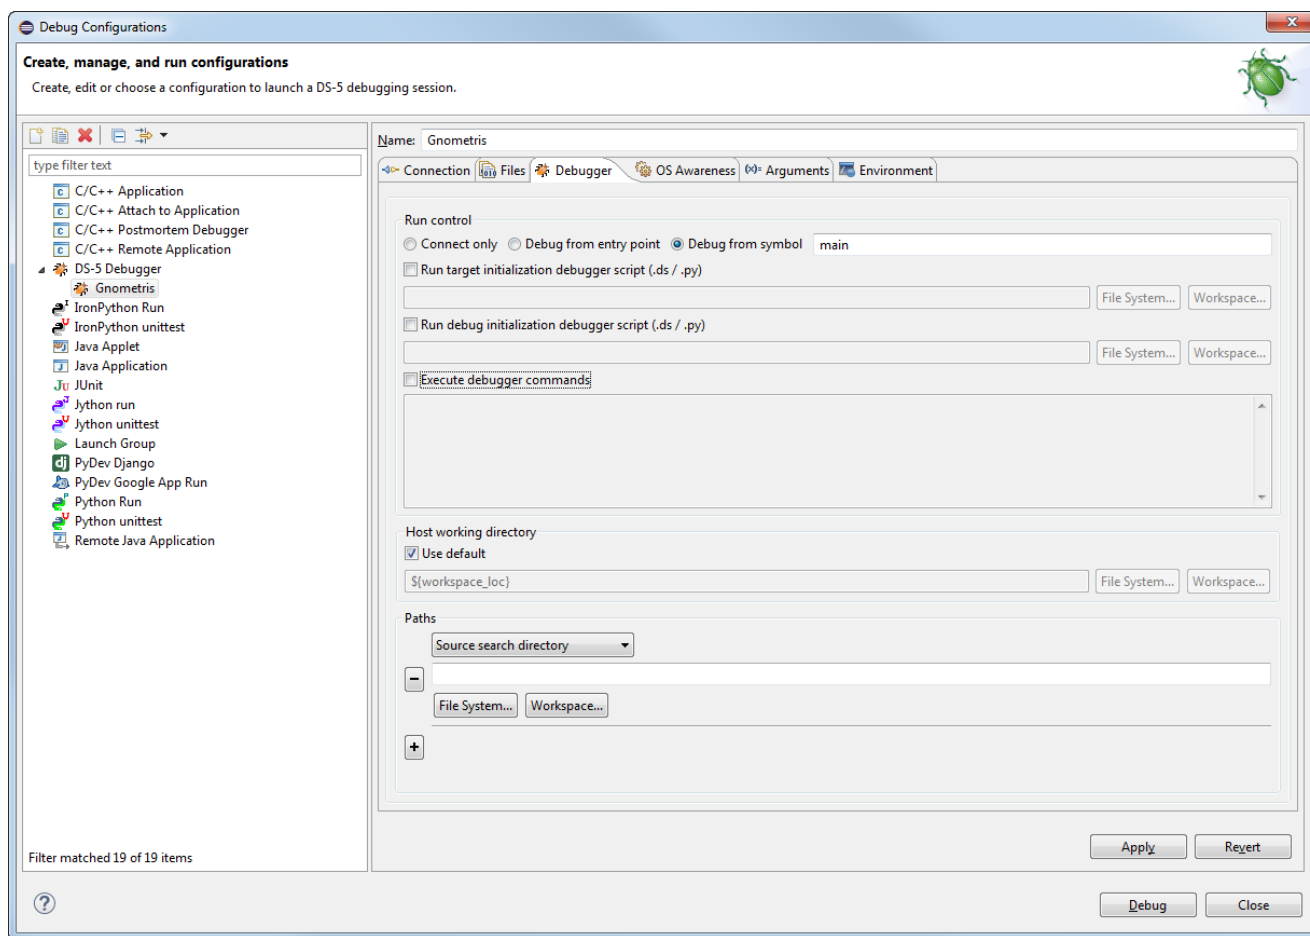 Debug Configurations
Create, manage, and run configurations
Create, edit or choose a configuration to launch a DS-5 debugging session.
type filter text
C/C++ Application
C/C++ Attach to Application
C/C++ Postmortem Debugger
C/C++ Remote Application
DS-5 Debugger
Gnometris
IronPython Run
IronPython unittest
Java Applet
Java Application
JUnit
Jython run
Jython unittest
Launch Group
PyDev Django
PyDev Google App Run
Python Run
Python unittest
Remote Java Application
Filter matched 19 of 19 items
Name: Gnometris
Connection Files Debugger OS Awareness Arguments Environment
Run control
Connect only Debug from entry point Debug from symbol main
Run target initialization debugger script (.ds / .py)
File System... Workspace...
Run debug initialization debugger script (.ds / .py)
File System... Workspace...
Execute debugger commands
Host working directory
Use default
${workspace_loc} File System... Workspace...
Paths
Source search directory
File System... Workspace...
Apply Revert
Debug Close